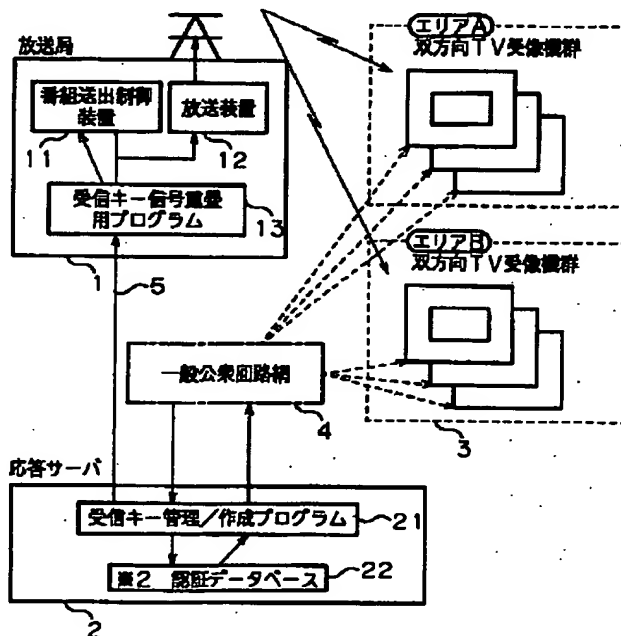 放送局
番組送出制御
装置
11
放送装置
12
受信キー信号重畳
用プログラム
13
1
5
エリアA
双方向TV受像機群
エリアB
双方向TV受像機群
3
一般公衆回路網
4
応答サーバ
受信キー管理/作成プログラム
21
※2 認証データベース
22
2